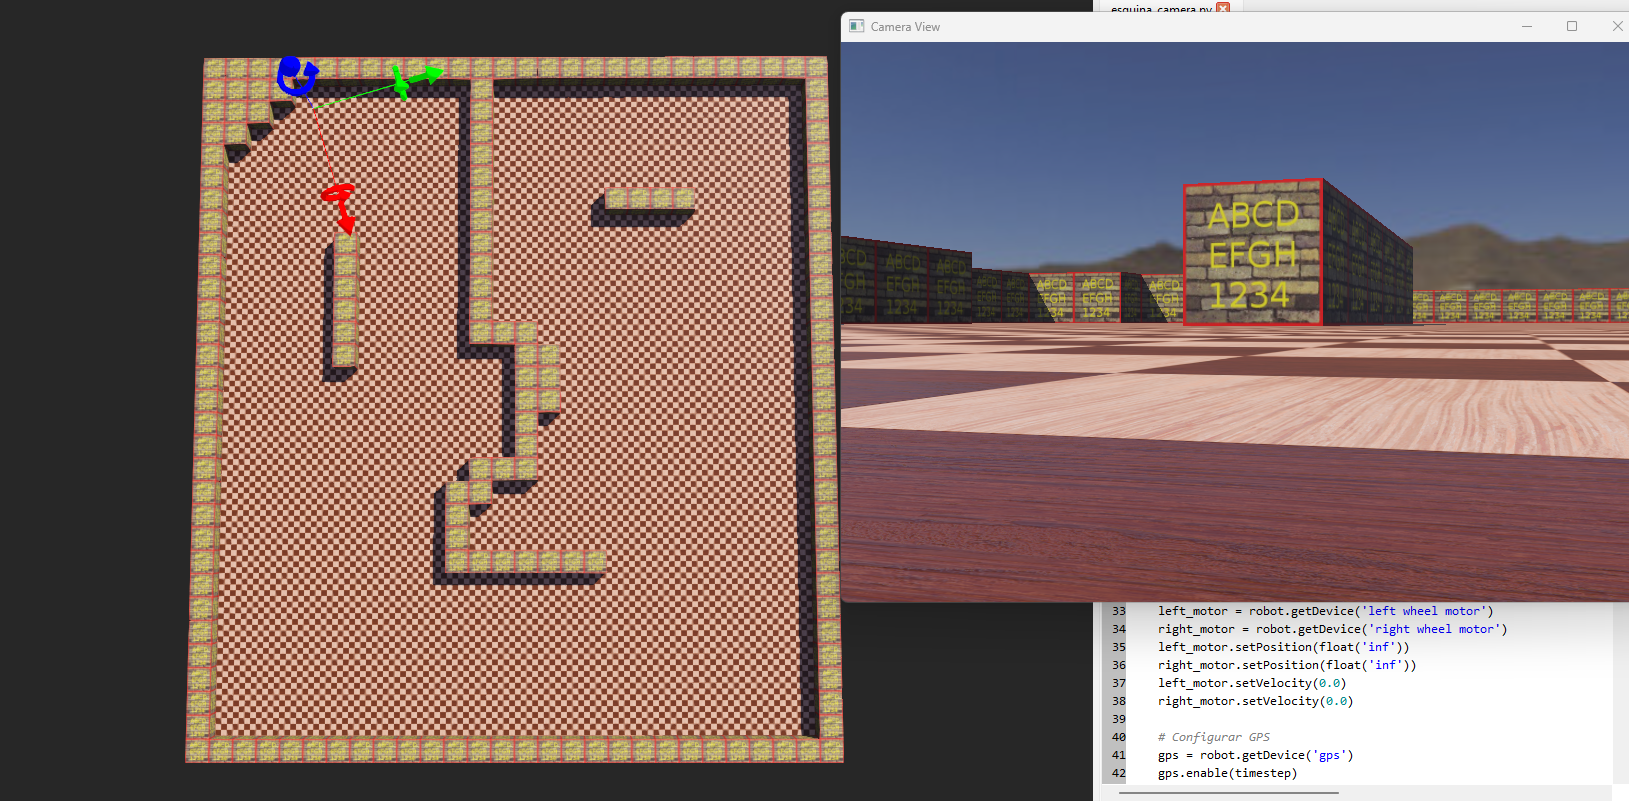 esquina_camera.py
Camera View
ABCD
EFGH
1234
33 left_motor = robot.getDevice('left wheel motor')
34 right_motor = robot.getDevice('right wheel motor')
35 left_motor.setPosition(float('inf'))
36 right_motor.setPosition(float('inf'))
37 left_motor.setVelocity(0.0)
38 right_motor.setVelocity(0.0)
39
40 # Configurar GPS
41 gps = robot.getDevice('gps')
42 gps.enable(timestep)